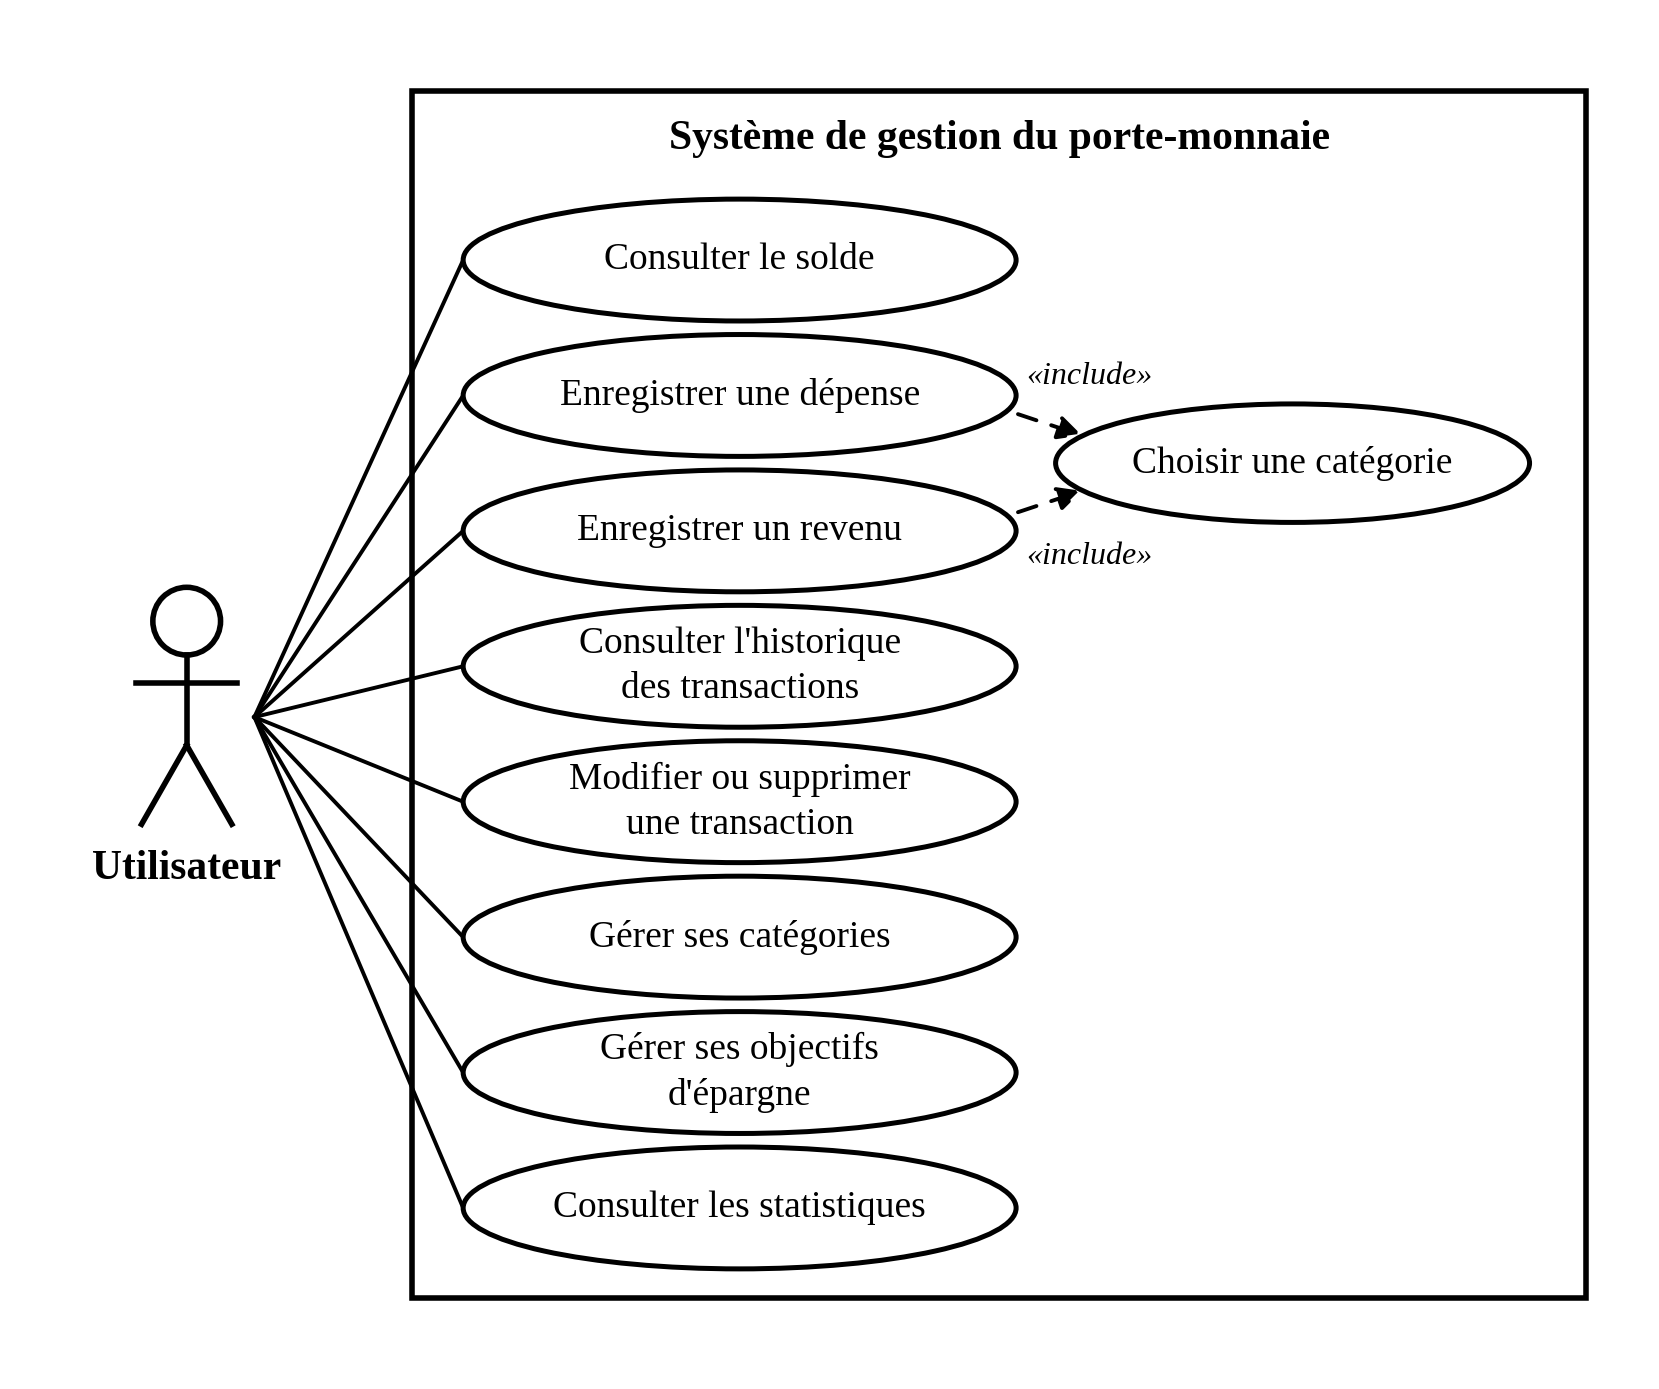 Système de gestion du porte-monnaie
Consulter le solde
Enregistrer une dépense
«include»
Choisir une catégorie
Enregistrer un revenu
«include»
Consulter l'historique
des transactions
Modifier ou supprimer
une transaction
Utilisateur
Gérer ses catégories
Gérer ses objectifs
d'épargne
Consulter les statistiques